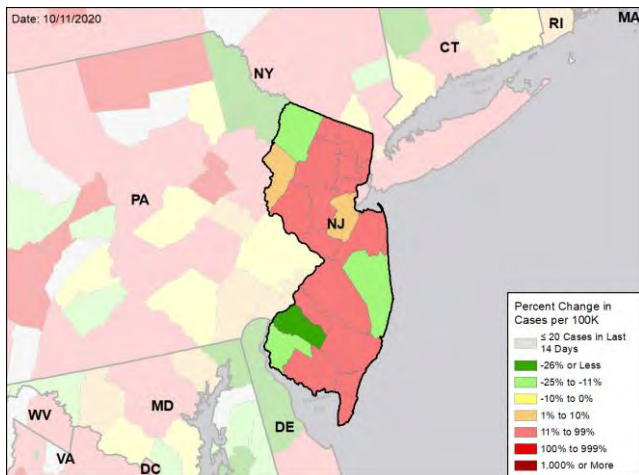 Date: 10/11/2020
MA
RI
CT
NY
PA
NJ
MD
WV
VA
DC
DE
Percent Change in
Cases per 100K
≤ 20 Cases in Last
14 Days
-26% or Less
-25% to -11%
-10% to 0%
1% to 10%
11% to 99%
100% to 999%
1,000% or More